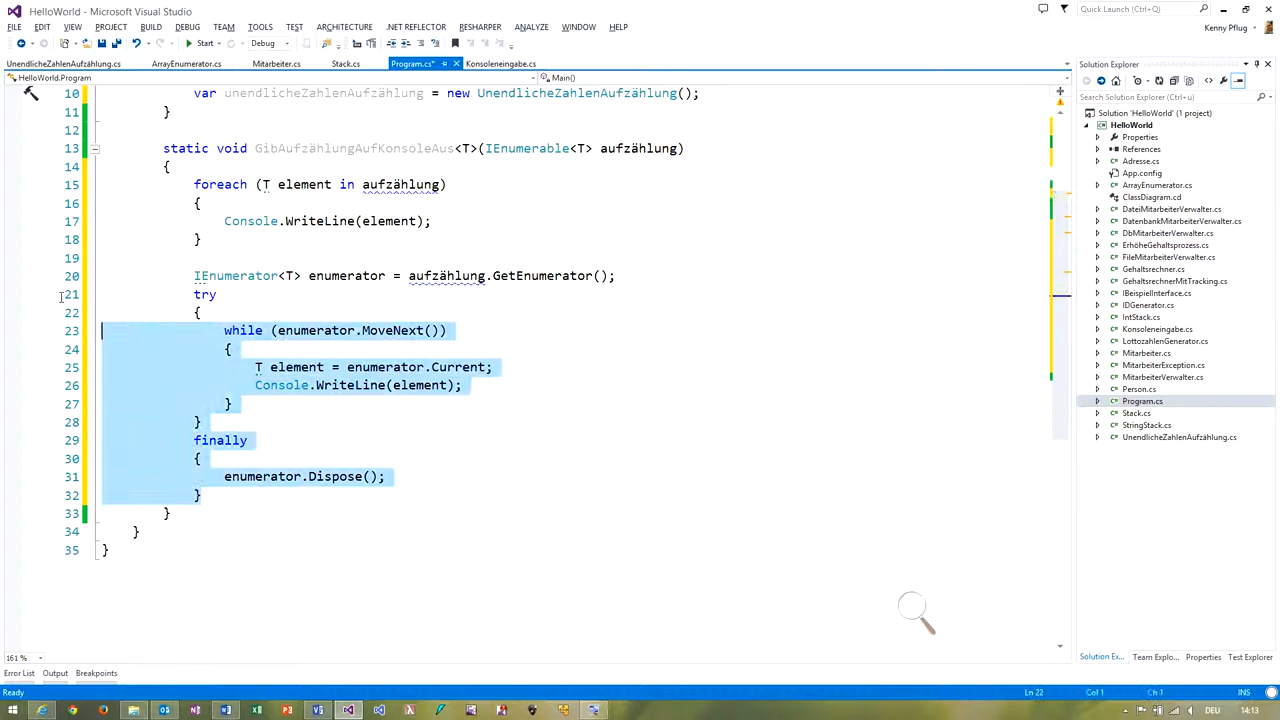 HelloWorld - Microsoft Visual Studio
Quick Launch (Ctrl+Q)
FILE EDIT VIEW PROJECT BUILD DEBUG TEAM TOOLS TEST ARCHITECTURE .NET REFLECTOR RESHARPER ANALYZE WINDOW HELP
Kenny Pflug
Start Debug
UnendlicheZahlenAufzählung.cs ArrayEnumerator.cs Mitarbeiter.cs Stack.cs Program.cs* Konsoleneingabe.cs
HelloWorld.Program Main()
10 var unendlicheZahlenAufzählung = new UnendlicheZahlenAufzählung();
11 }
12
13 static void GibAufzählungAufKonsoleAus<T>(IEnumerable<T> aufzählung)
14 {
15 foreach (T element in aufzählung)
16 {
17 Console.WriteLine(element);
18 }
19
20 IEnumerator<T> enumerator = aufzählung.GetEnumerator();
21 try
22 {
23 while (enumerator.MoveNext())
24 {
25 T element = enumerator.Current;
26 Console.WriteLine(element);
27 }
28 }
29 finally
30 {
31 enumerator.Dispose();
32 }
33 }
34 }
35 }
161 %
Error List Output Breakpoints
Solution Explorer
Search Solution Explorer (Ctrl+ü)
Solution 'HelloWorld' (1 project)
HelloWorld
Properties
References
Adresse.cs
App.config
ArrayEnumerator.cs
ClassDiagram.cd
DateiMitarbeiterVerwalter.cs
DatenbankMitarbeiterVerwalter.cs
DbMitarbeiterVerwalter.cs
ErhöheGehaltsprozess.cs
FileMitarbeiterVerwalter.cs
Gehaltsrechner.cs
GehaltsrechnerMitTracking.cs
IBeispielInterface.cs
IDGenerator.cs
IntStack.cs
Konsoleneingabe.cs
LottozahlenGenerator.cs
Mitarbeiter.cs
MitarbeiterException.cs
MitarbeiterVerwalter.cs
Person.cs
Program.cs
Stack.cs
StringStack.cs
UnendlicheZahlenAufzählung.cs
Solution Ex... Team Explo... Properties Test Explorer
Ready Ln 22 Col 1 Ch 1 INS
DEU 14:13